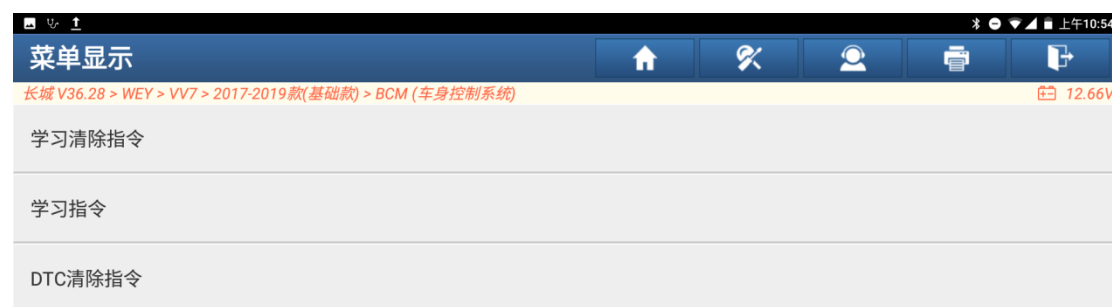 上午10:54
菜单显示
长城 V36.28 > WEY > VV7 > 2017-2019款(基础款) > BCM (车身控制系统)
12.66V
学习清除指令
学习指令
DTC清除指令